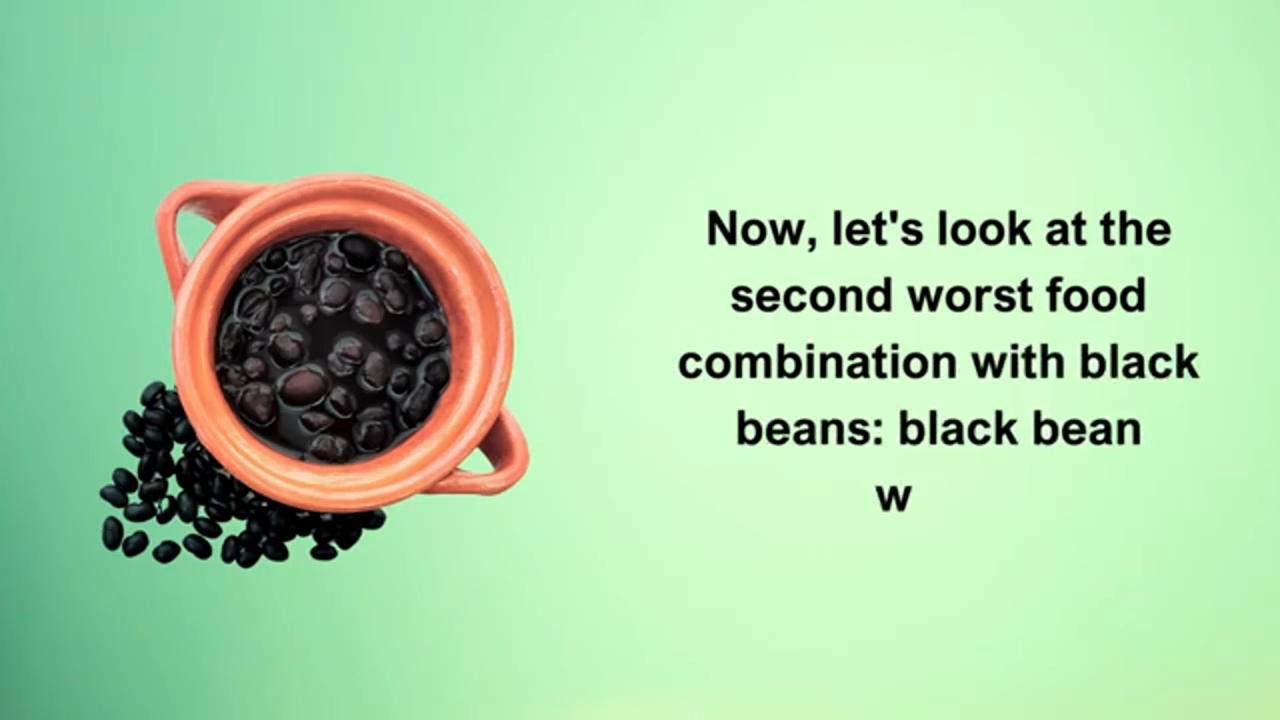 Now, let's look at the
second worst food
combination with black
beans: black bean
w